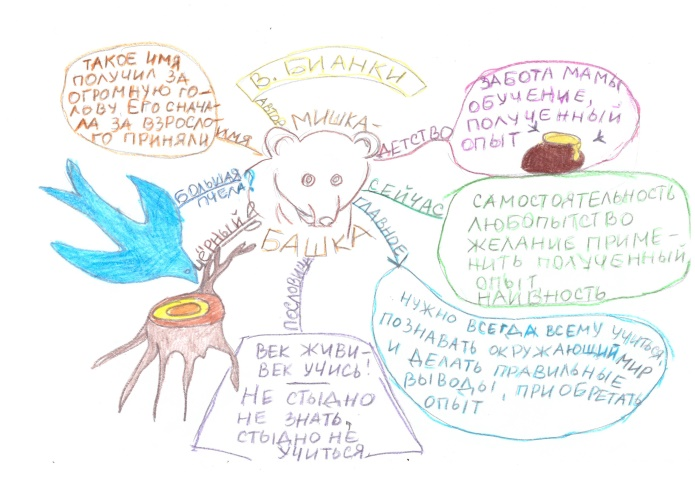 В. БИАНКИ
АВТОР
МИШКА-
БАШКА
ИМЯ
ТАКОЕ ИМЯ
ПОЛУЧИЛ ЗА
ОГРОМНУЮ ГО-
ЛОВУ. ЕГО СНАЧА-
ЛА ЗА ВЗРОСЛО-
ГО ПРИНЯЛИ
ДЕТСТВО
ЗАБОТА МАМЫ
ОБУЧЕНИЕ,
ПОЛУЧЕННЫЙ
ОПЫТ
БОЛЬШАЯ
ПЧЕЛА?
ЧЁРНЫЙ
СЕЙЧАС
САМОСТОЯТЕЛЬНОСТЬ
ЛЮБОПЫТСТВО
ЖЕЛАНИЕ ПРИМЕ-
НИТЬ ПОЛУЧЕННЫЙ
ОПЫТ
НАИВНОСТЬ
ГЛАВНОЕ
НУЖНО ВСЕГДА ВСЕМУ УЧИТЬСЯ,
ПОЗНАВАТЬ ОКРУЖАЮЩИЙ МИР,
И ДЕЛАТЬ ПРАВИЛЬНЫЕ
ВЫВОДЫ, ПРИОБРЕТАТЬ
ОПЫТ
ПОСЛОВИЦЫ
ВЕК ЖИВИ-
ВЕК УЧИСЬ!
НЕ СТЫДНО
НЕ ЗНАТЬ,
СТЫДНО НЕ
УЧИТЬСЯ